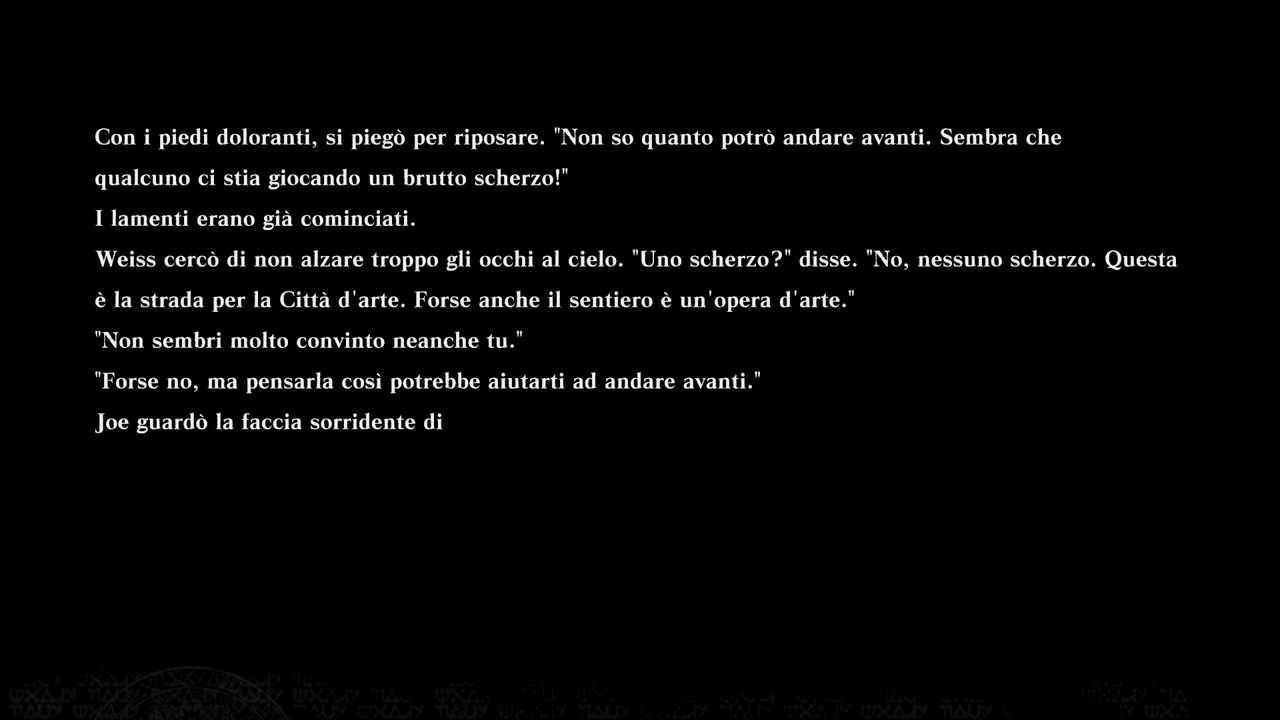 Con i piedi doloranti, si piegò per riposare. "Non so quanto potrò andare avanti. Sembra che
qualcuno ci stia giocando un brutto scherzo!"
I lamenti erano già cominciati.
Weiss cercò di non alzare troppo gli occhi al cielo. "Uno scherzo?" disse. "No, nessuno scherzo. Questa
è la strada per la Città d'arte. Forse anche il sentiero è un'opera d'arte."
"Non sembri molto convinto neanche tu."
"Forse no, ma pensarla così potrebbe aiutarti ad andare avanti."
Joe guardò la faccia sorridente di